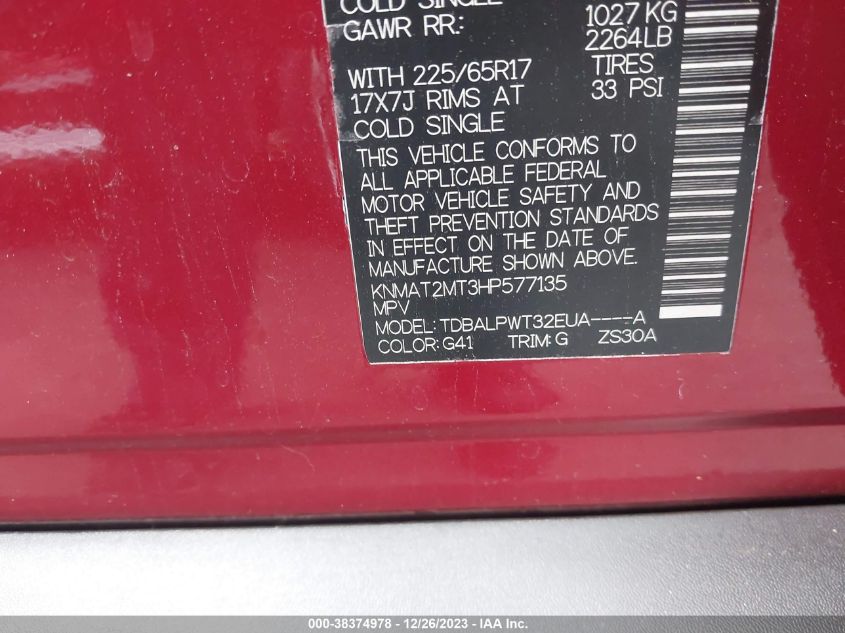 COLD SINGLE
GAWR RR: 1027 KG
2264LB
WITH 225/65R17 TIRES
17X7J RIMS AT 33 PSI
COLD SINGLE
THIS VEHICLE CONFORMS TO
ALL APPLICABLE FEDERAL
MOTOR VEHICLE SAFETY AND
THEFT PREVENTION STANDARDS
IN EFFECT ON THE DATE OF
MANUFACTURE SHOWN ABOVE.
KNMAT2MT3HP577135
MPV
MODEL: TDBALPWT32EUA----A
COLOR: G41 TRIM: G ZS30A
000-38374978 - 12/26/2023 - IAA Inc.